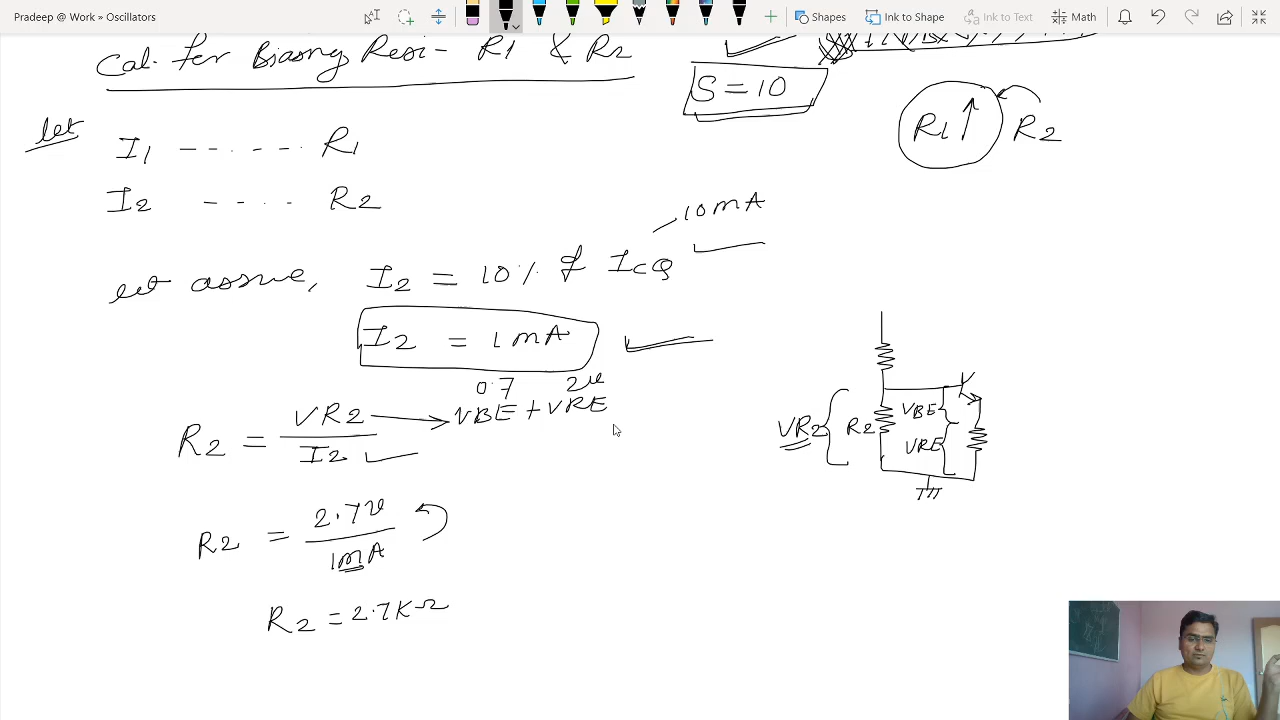 Pradeep @ Work » Oscillators
Shapes
Ink to Shape
Ink to Text
Math
Cal. for Biasng Resi- R1 & R2
S = 10
R1 ↑ R2
let
I1 ------ R1
I2 ---- R2
10mA
let assue, I2 = 10% of ICQ
I2 = 1mA
0.7 2v
R2 = VR2 / I2 → VBE + VRE
VR2 R2 VBE
VRE
R2 = 2.7v / 1mA
R2 = 2.7KΩ